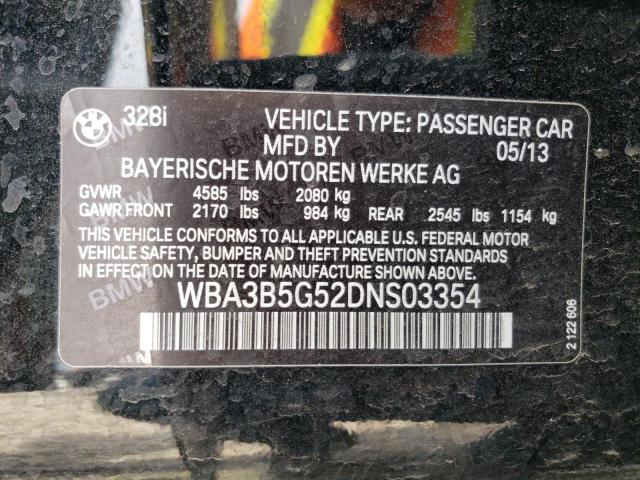 BMW 328i VEHICLE TYPE: PASSENGER CAR
MFD BY 05/13
BAYERISCHE MOTOREN WERKE AG
GVWR 4585 lbs 2080 kg
GAWR FRONT 2170 lbs 984 kg REAR 2545 lbs 1154 kg
THIS VEHICLE CONFORMS TO ALL APPLICABLE U.S. FEDERAL MOTOR
VEHICLE SAFETY, BUMPER AND THEFT PREVENTION STANDARDS
IN EFFECT ON THE DATE OF MANUFACTURE SHOWN ABOVE.
WBA3B5G52DNS03354
2 122 606